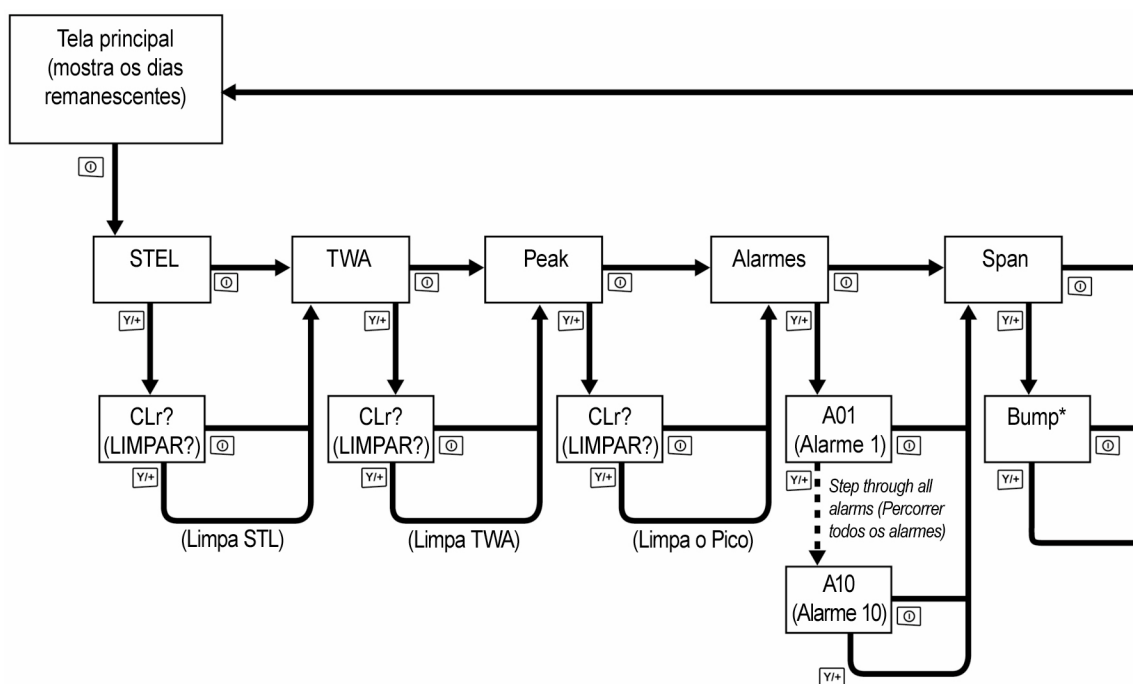 Tela principal
(mostra os dias
remanescentes)
STEL
TWA
Peak
Alarmes
Span
Y/+
Y/+
Y/+
Y/+
Y/+
CLr?
(LIMPAR?)
CLr?
(LIMPAR?)
CLr?
(LIMPAR?)
A01
(Alarme 1)
Bump*
Y/+
Y/+
Y/+
Y/+
Y/+
Step through all
alarms (Percorrer
todos os alarmes)
(Limpa STL)
(Limpa TWA)
(Limpa o Pico)
A10
(Alarme 10)
Y/+